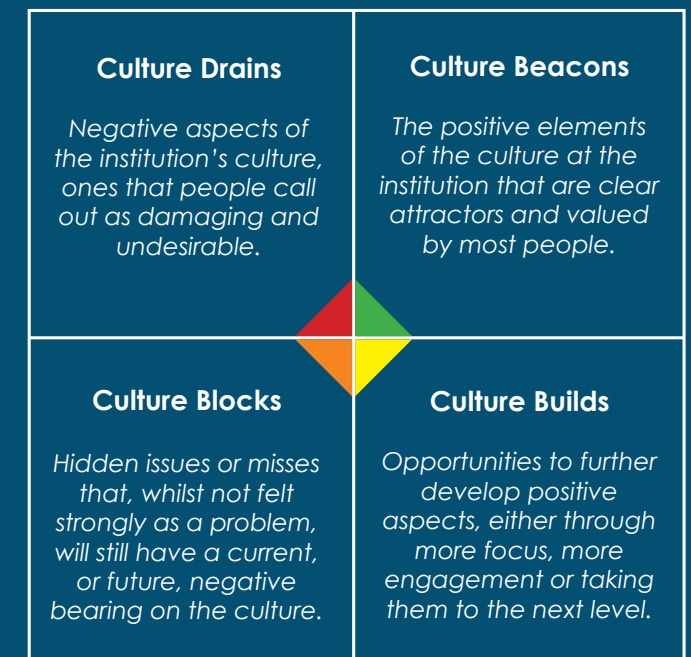 Culture Drains
Negative aspects of
the institution’s culture,
ones that people call
out as damaging and
undesirable.
Culture Beacons
The positive elements
of the culture at the
institution that are clear
attractors and valued
by most people.
Culture Blocks
Hidden issues or misses
that, whilst not felt
strongly as a problem,
will still have a current,
or future, negative
bearing on the culture.
Culture Builds
Opportunities to further
develop positive
aspects, either through
more focus, more
engagement or taking
them to the next level.